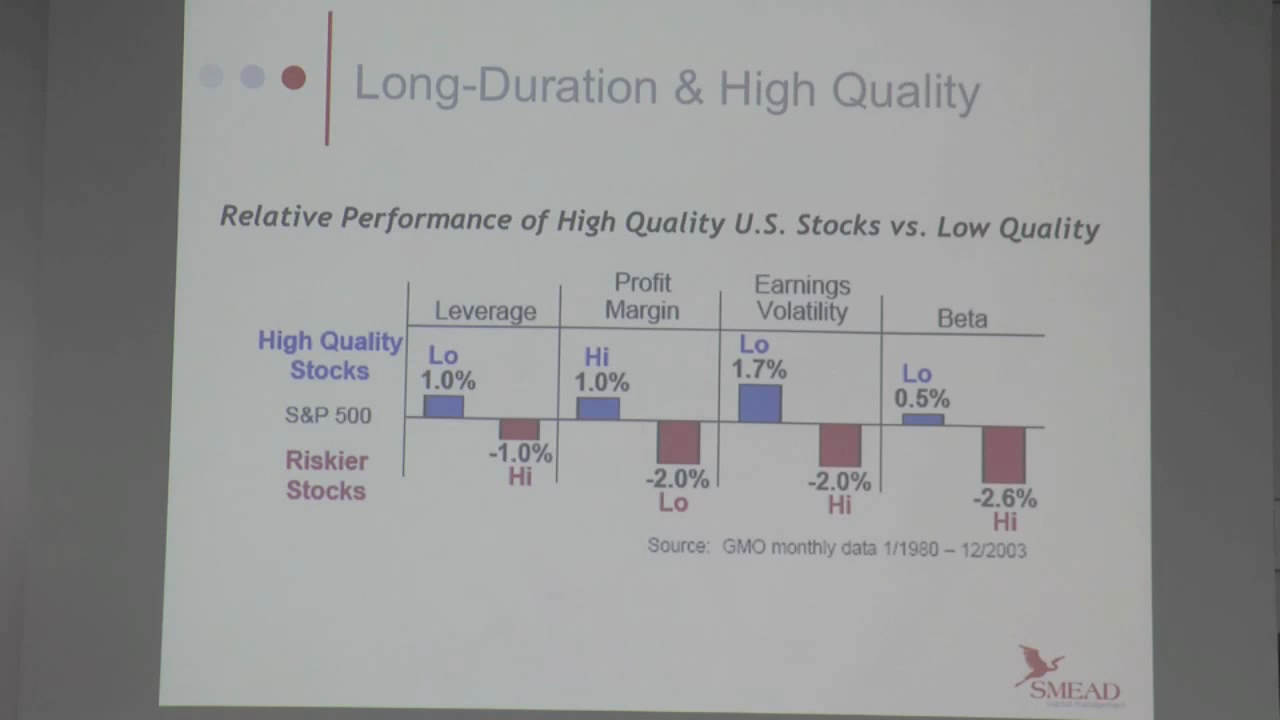 Long-Duration & High Quality
Relative Performance of High Quality U.S. Stocks vs. Low Quality
Leverage
Profit
Margin
Earnings
Volatility
Beta
High Quality
Stocks
S&P 500
Riskier
Stocks
Lo
1.0%
-1.0%
Hi
Hi
1.0%
-2.0%
Lo
Lo
1.7%
-2.0%
Hi
Lo
0.5%
-2.6%
Hi
Source: GMO monthly data 1/1980 – 12/2003
SMEAD
capital management